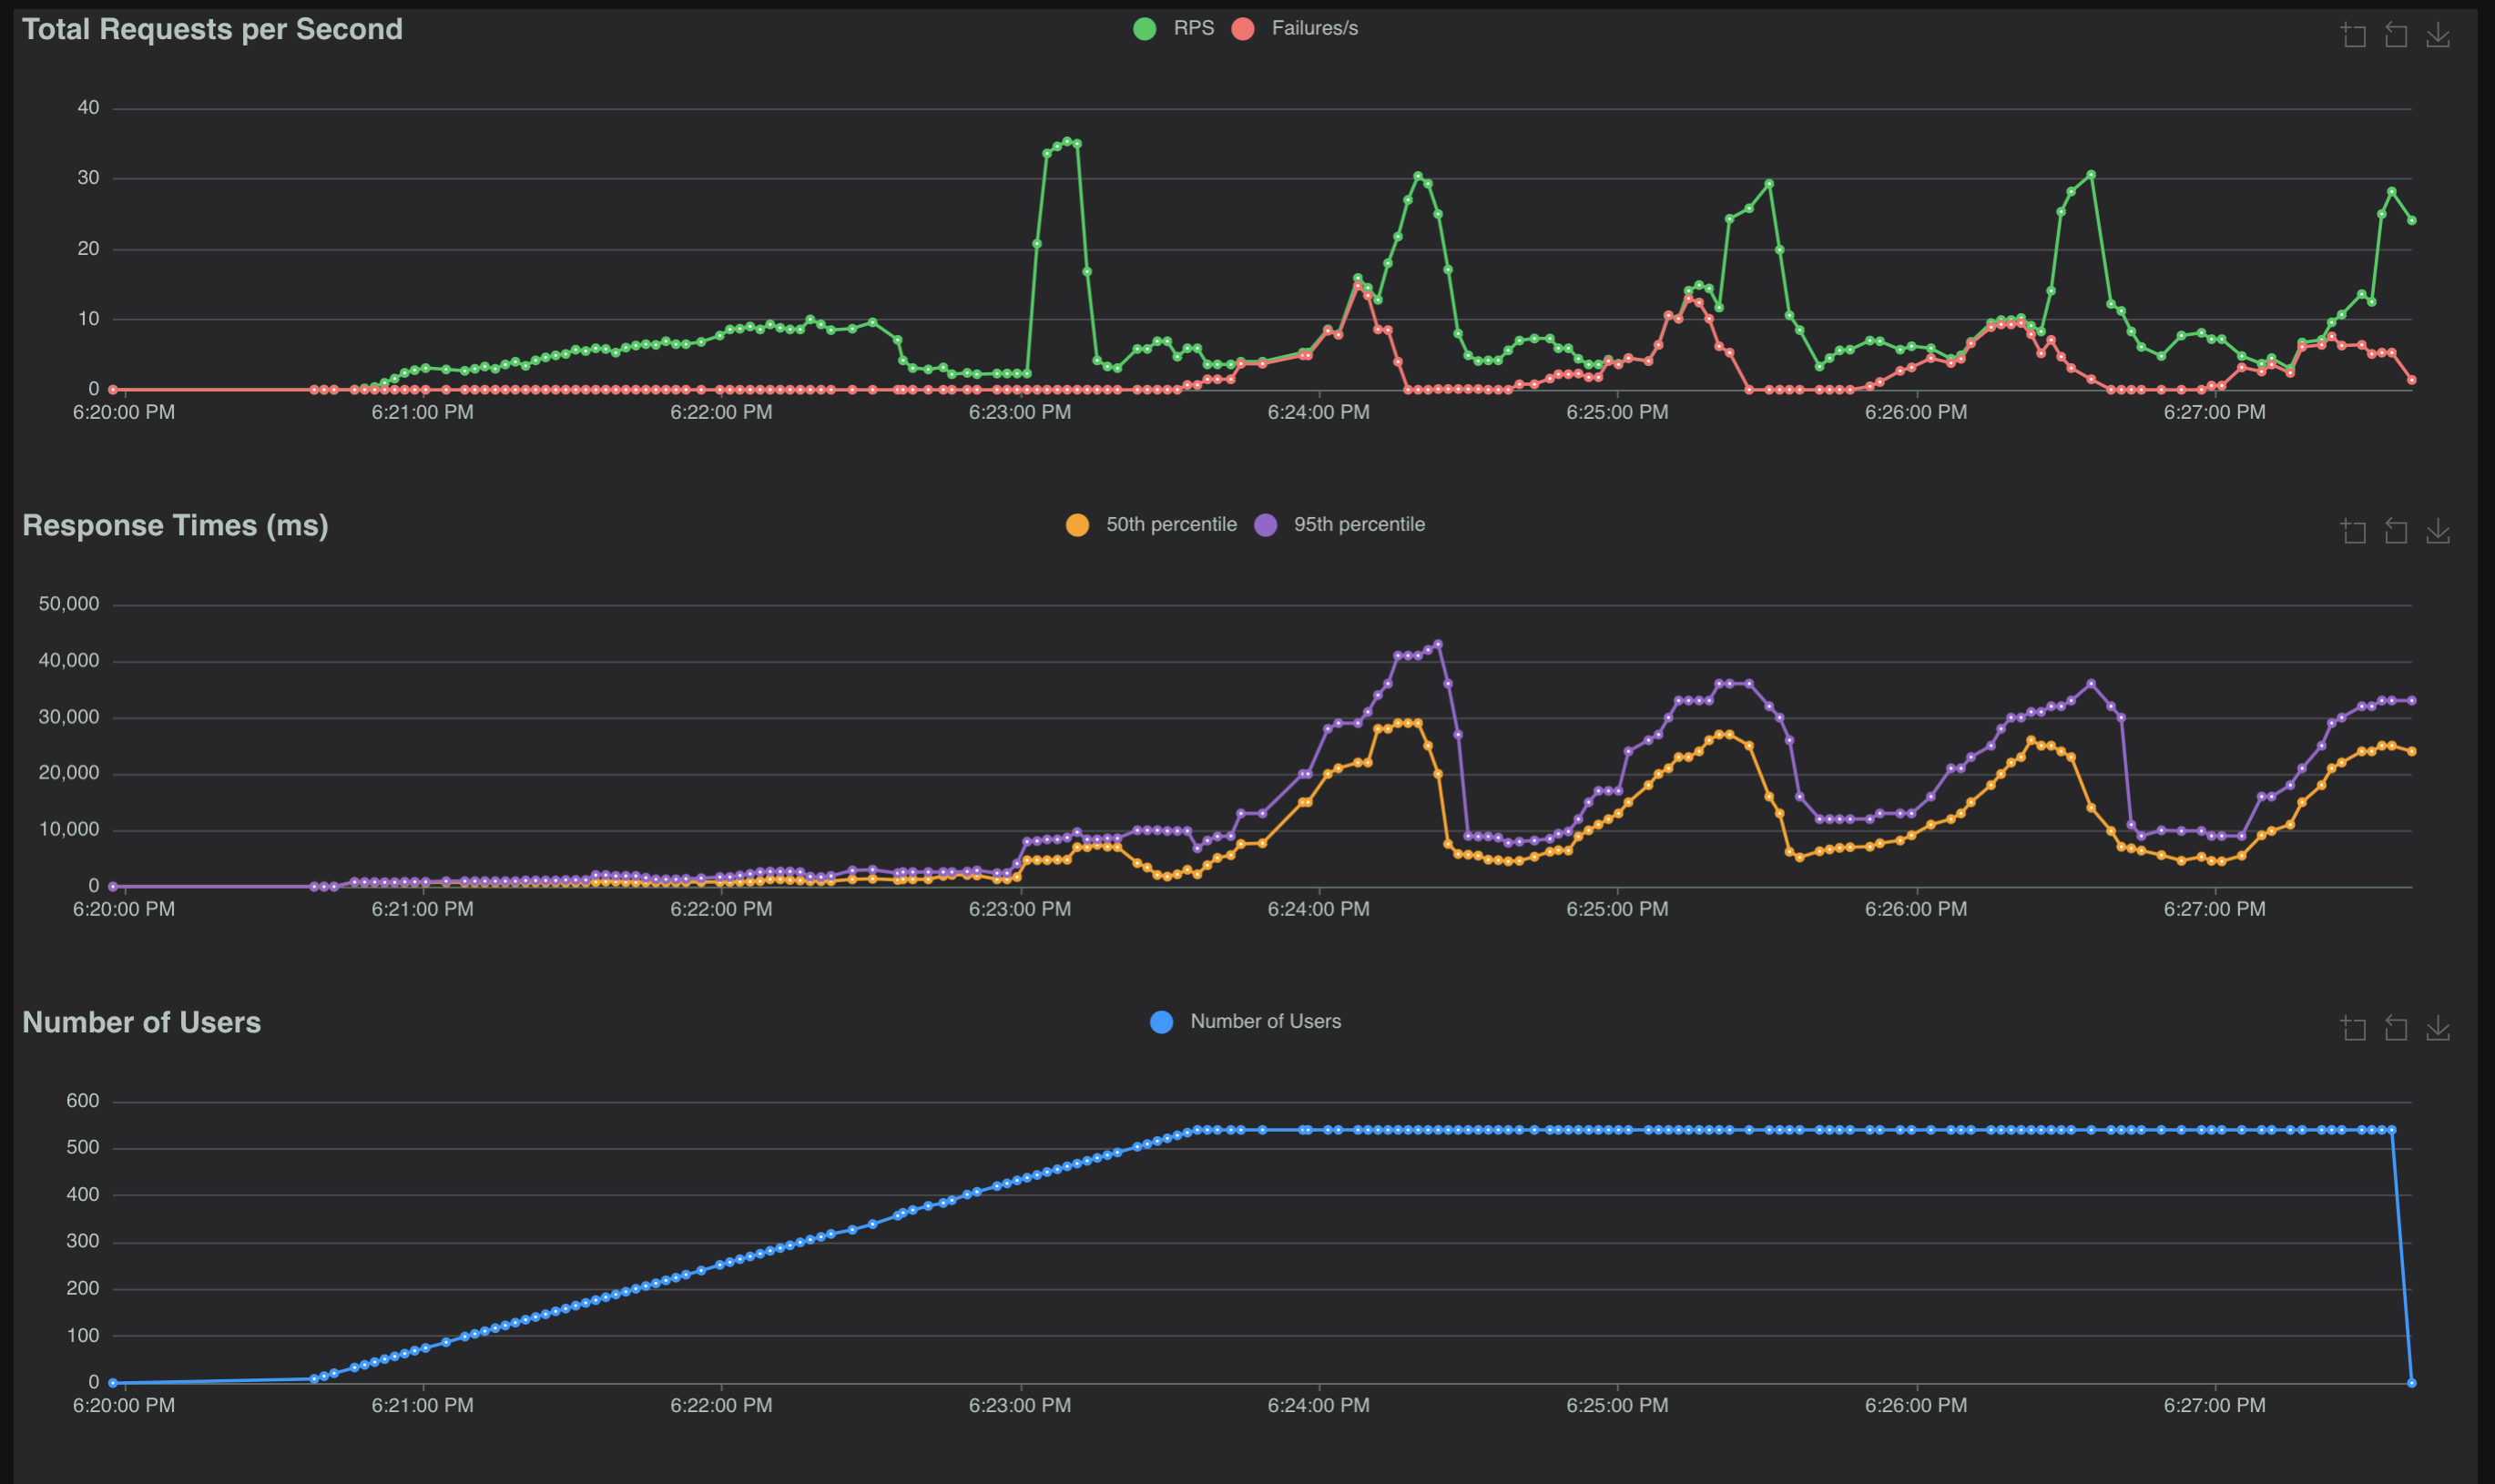 Total Requests per Second
RPS Failures/s
40
30
20
10
0
6:20:00 PM 6:21:00 PM 6:22:00 PM 6:23:00 PM 6:24:00 PM 6:25:00 PM 6:26:00 PM 6:27:00 PM
Response Times (ms)
50th percentile 95th percentile
50,000
40,000
30,000
20,000
10,000
0
6:20:00 PM 6:21:00 PM 6:22:00 PM 6:23:00 PM 6:24:00 PM 6:25:00 PM 6:26:00 PM 6:27:00 PM
Number of Users
Number of Users
600
500
400
300
200
100
0
6:20:00 PM 6:21:00 PM 6:22:00 PM 6:23:00 PM 6:24:00 PM 6:25:00 PM 6:26:00 PM 6:27:00 PM